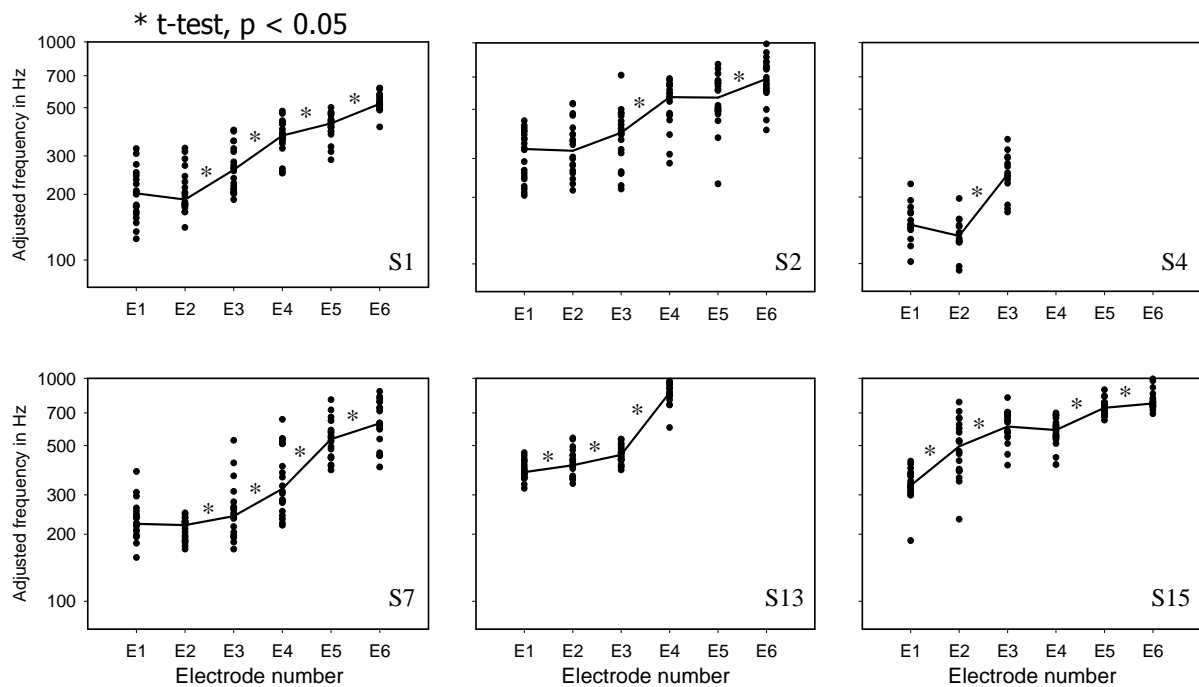 * t-test, p < 0.05
Adjusted frequency in Hz
1000
700
500
300
200
100
* * * *
S1
E1 E2 E3 E4 E5 E6
* *
S2
E1 E2 E3 E4 E5 E6
*
S4
E1 E2 E3 E4 E5 E6
Adjusted frequency in Hz
1000
700
500
300
200
100
* * * *
S7
E1 E2 E3 E4 E5 E6
Electrode number
* * *
S13
E1 E2 E3 E4 E5 E6
Electrode number
* * * *
S15
E1 E2 E3 E4 E5 E6
Electrode number